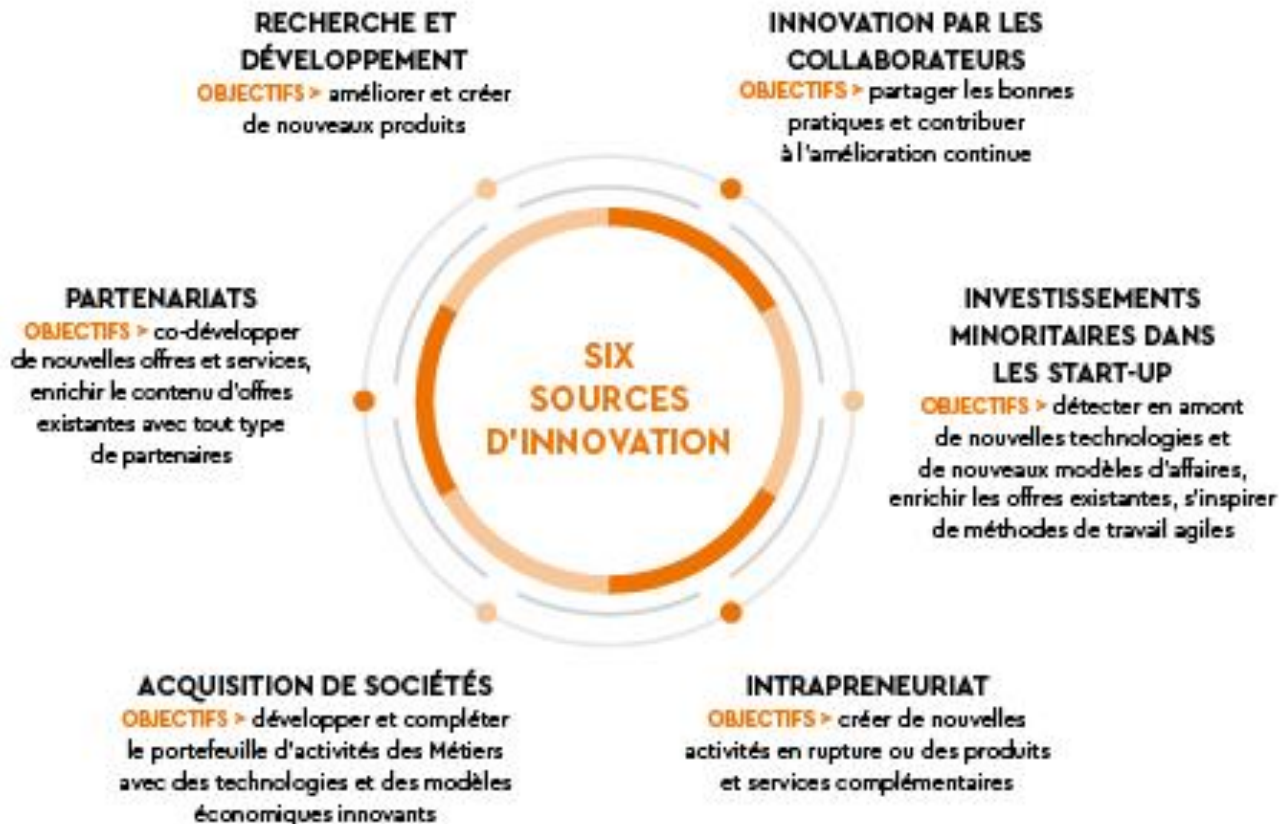 RECHERCHE ET
DÉVELOPPEMENT
OBJECTIFS > améliorer et créer
de nouveaux produits
INNOVATION PAR LES
COLLABORATEURS
OBJECTIFS > partager les bonnes
pratiques et contribuer
à l'amélioration continue
PARTENARIATS
OBJECTIFS > co-développer
de nouvelles offres et services,
enrichir le contenu d'offres
existantes avec tout type
de partenaires
SIX
SOURCES
D'INNOVATION
INVESTISSEMENTS
MINORITAIRES DANS
LES START-UP
OBJECTIFS > détecter en amont
de nouvelles technologies et
de nouveaux modèles d'affaires,
enrichir les offres existantes, s'inspirer
de méthodes de travail agiles
ACQUISITION DE SOCIÉTÉS
OBJECTIFS > développer et compléter
le portefeuille d'activités des Métiers
avec des technologies et des modèles
économiques innovants
INTRAPRENEURIAT
OBJECTIFS > créer de nouvelles
activités en rupture ou des produits
et services complémentaires